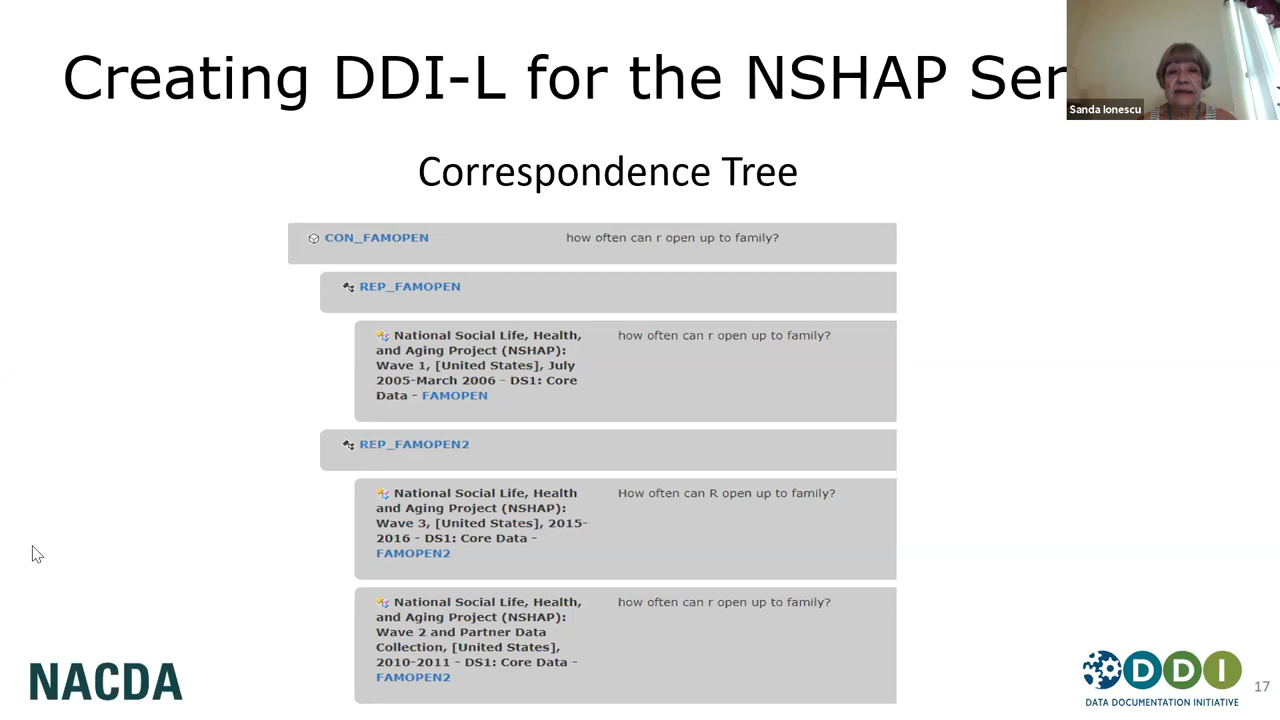 Creating DDI-L for the NSHAP Ser
Sanda Ionescu
Correspondence Tree
CON_FAMOPEN how often can r open up to family?
REP_FAMOPEN
National Social Life, Health, how often can r open up to family?
and Aging Project (NSHAP):
Wave 1, [United States], July
2005-March 2006 - DS1: Core
Data - FAMOPEN
REP_FAMOPEN2
National Social Life, Health How often can R open up to family?
and Aging Project (NSHAP):
Wave 3, [United States], 2015-
2016 - DS1: Core Data -
FAMOPEN2
National Social Life, Health, how often can r open up to family?
and Aging Project (NSHAP):
Wave 2 and Partner Data
Collection, [United States],
2010-2011 - DS1: Core Data -
FAMOPEN2
NACDA
DDI
DATA DOCUMENTATION INITIATIVE
17